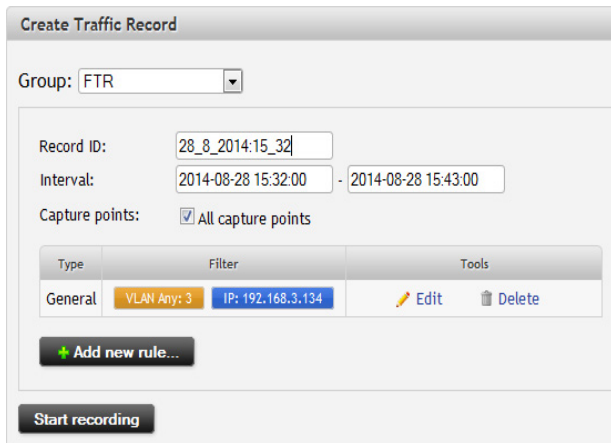 Create Traffic Record
Group: FTR
Record ID: 28_8_2014:15_32
Interval: 2014-08-28 15:32:00 - 2014-08-28 15:43:00
Capture points: All capture points
Type Filter Tools
General VLAN Any: 3 IP: 192.168.3.134 Edit Delete
Add new rule...
Start recording